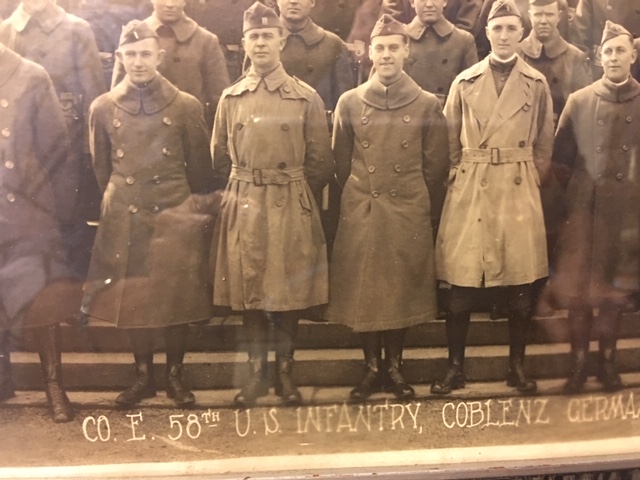 CO. E. 58TH U.S. INFANTRY, COBLENZ GERMA